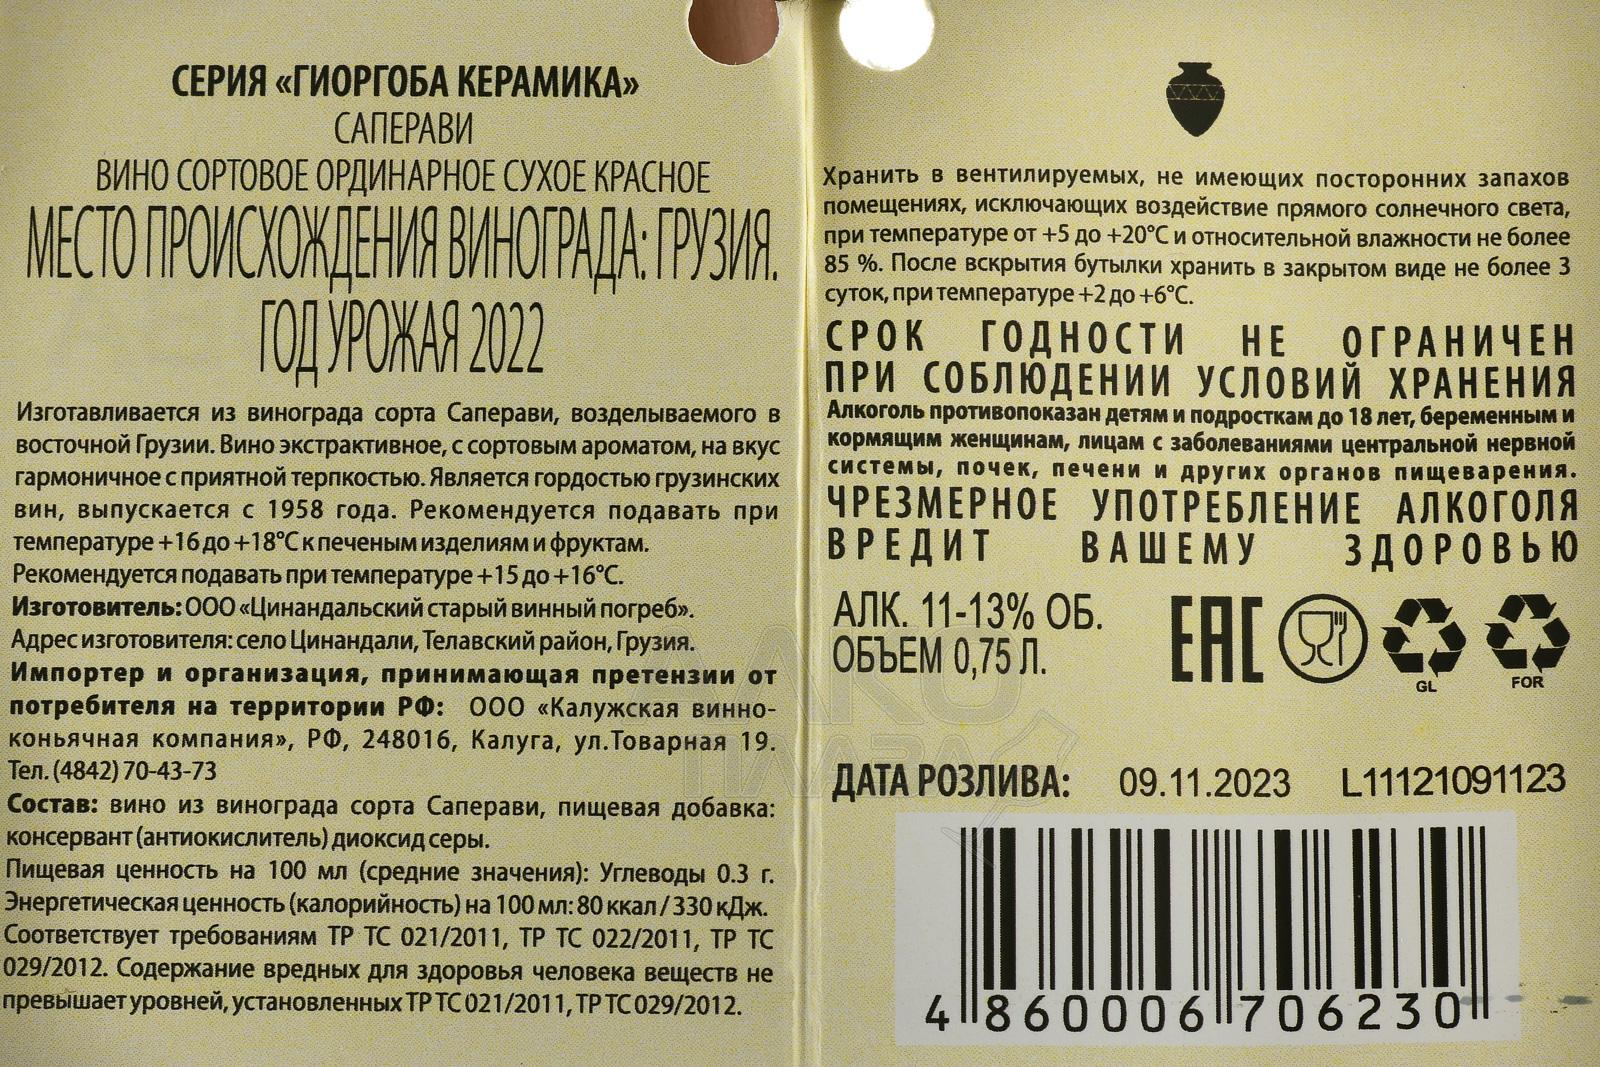 СЕРИЯ «ГИОРГОБА КЕРАМИКА»
САПЕРАВИ
ВИНО СОРТОВОЕ ОРДИНАРНОЕ СУХОЕ КРАСНОЕ
МЕСТО ПРОИСХОЖДЕНИЯ ВИНОГРАДА: ГРУЗИЯ.
ГОД УРОЖАЯ 2022
Изготавливается из винограда сорта Саперави, возделываемого в
восточной Грузии. Вино экстрактивное, с сортовым ароматом, на вкус
гармоничное с приятной терпкостью. Является гордостью грузинских
вин, выпускается с 1958 года. Рекомендуется подавать при
температуре +16 до +18°С к печеным изделиям и фруктам.
Рекомендуется подавать при температуре +15 до +16°С.
Изготовитель: ООО «Цинандальский старый винный погреб».
Адрес изготовителя: село Цинандали, Телавский район, Грузия.
Импортер и организация, принимающая претензии от
потребителя на территории РФ: ООО «Калужская винно-
коньячная компания», РФ, 248016, Калуга, ул.Товарная 19.
Тел. (4842) 70-43-73
Состав: вино из винограда сорта Саперави, пищевая добавка:
консервант (антиокислитель) диоксид серы.
Пищевая ценность на 100 мл (средние значения): Углеводы 0.3 г.
Энергетическая ценность (калорийность) на 100 мл: 80 ккал / 330 кДж.
Соответствует требованиям ТР ТС 021/2011, ТР ТС 022/2011, ТР ТС
029/2012. Содержание вредных для здоровья человека веществ не
превышает уровней, установленных ТР ТС 021/2011, ТР ТС 029/2012.
Хранить в вентилируемых, не имеющих посторонних запахов
помещениях, исключающих воздействие прямого солнечного света,
при температуре от +5 до +20°С и относительной влажности не более
85 %. После вскрытия бутылки хранить в закрытом виде не более 3
суток, при температуре +2 до +6°С.
СРОК ГОДНОСТИ НЕ ОГРАНИЧЕН
ПРИ СОБЛЮДЕНИИ УСЛОВИЙ ХРАНЕНИЯ
Алкоголь противопоказан детям и подросткам до 18 лет, беременным и
кормящим женщинам, лицам с заболеваниями центральной нервной
системы, почек, печени и других органов пищеварения.
ЧРЕЗМЕРНОЕ УПОТРЕБЛЕНИЕ АЛКОГОЛЯ
ВРЕДИТ ВАШЕМУ ЗДОРОВЬЮ
АЛК. 11-13% ОБ.
ОБЪЕМ 0,75 Л.
ЕАС
GL
FOR
АЛКО
ПЛАЗА
ДАТА РОЗЛИВА: 09.11.2023 L11121091123
4 860006 706230